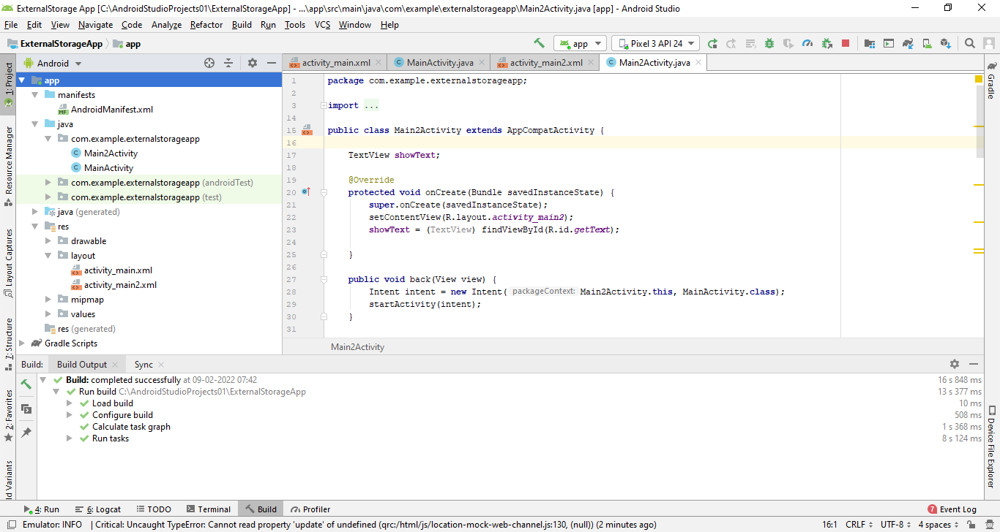 ExternalStorage App [C:\AndroidStudioProjects01\ExternalStorageApp] - ...\app\src\main\java\com\example\externalstorageapp\Main2Activity.java [app] - Android Studio
File Edit View Navigate Code Analyze Refactor Build Run Tools VCS Window Help
ExternalStorageApp app
app Pixel 3 API 24
1: Project
Resource Manager
Layout Captures
7: Structure
2: Favorites
ld Variants
Android
app
manifests
AndroidManifest.xml
java
com.example.externalstorageapp
Main2Activity
MainActivity
com.example.externalstorageapp (androidTest)
com.example.externalstorageapp (test)
java (generated)
res
drawable
layout
activity_main.xml
activity_main2.xml
mipmap
values
res (generated)
Gradle Scripts
activity_main.xml MainActivity.java activity_main2.xml Main2Activity.java
1 package com.example.externalstorageapp;
2
3 import ...
14
15 public class Main2Activity extends AppCompatActivity {
16
17 TextView showText;
18
19 @Override
20 protected void onCreate(Bundle savedInstanceState) {
21 super.onCreate(savedInstanceState);
22 setContentView(R.layout.activity_main2);
23 showText = (TextView) findViewById(R.id.getText);
24
25 }
26
27 public void back(View view) {
28 Intent intent = new Intent( packageContext: Main2Activity.this, MainActivity.class);
29 startActivity(intent);
30 }
31
Main2Activity
Gradle
Device File Explorer
Build: Build Output Sync
Build: completed successfully at 09-02-2022 07:42 16 s 848 ms
Run build C:\AndroidStudioProjects01\ExternalStorageApp 13 s 377 ms
Load build 10 ms
Configure build 508 ms
Calculate task graph 1 s 368 ms
Run tasks 8 s 124 ms
4: Run 6: Logcat TODO Terminal Build Profiler 7 Event Log
Emulator: INFO | Critical: Uncaught TypeError: Cannot read property 'update' of undefined (qrc:/html/js/location-mock-web-channel.js:130, (null)) (2 minutes ago) 16:1 CRLF UTF-8 4 spaces